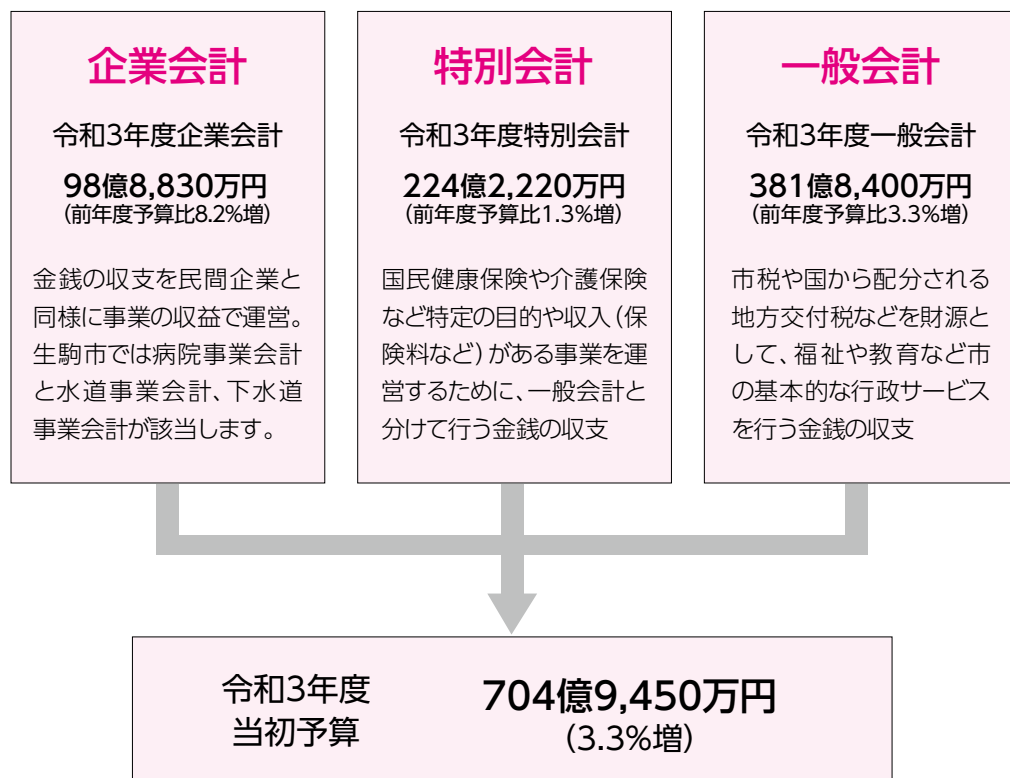 企業会計
令和3年度企業会計
98億8,830万円
(前年度予算比8.2%増)
金銭の収支を民間企業と
同様に事業の収益で運営。
生駒市では病院事業会計
と水道事業会計、下水道
事業会計が該当します。
特別会計
令和3年度特別会計
224億2,220万円
(前年度予算比1.3%増)
国民健康保険や介護保険
など特定の目的や収入(保
険料など)がある事業を運
営するために、一般会計と
分けて行う金銭の収支
一般会計
令和3年度一般会計
381億8,400万円
(前年度予算比3.3%増)
市税や国から配分される
地方交付税などを財源と
して、福祉や教育など市
の基本的な行政サービス
を行う金銭の収支
令和3年度
当初予算
704億9,450万円
(3.3%増)